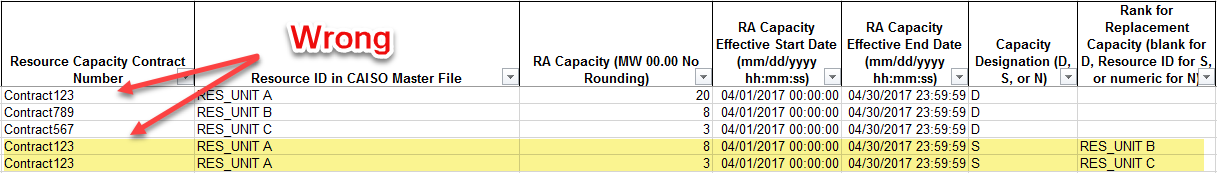 Wrong
Resource Capacity Contract Number
Resource ID in CAISO Master File
RA Capacity (MW 00.00 No Rounding)
RA Capacity Effective Start Date (mm/dd/yyyy hh:mm:ss)
RA Capacity Effective End Date (mm/dd/yyyy hh:mm:ss)
Capacity Designation (D, S, or N)
Rank for Replacement Capacity (blank for D, Resource ID for S, or numeric for N)
Contract123 RES_UNIT A 20 04/01/2017 00:00:00 04/30/2017 23:59:59 D
Contract789 RES_UNIT B 8 04/01/2017 00:00:00 04/30/2017 23:59:59 D
Contract567 RES_UNIT C 3 04/01/2017 00:00:00 04/30/2017 23:59:59 D
Contract123 RES_UNIT A 8 04/01/2017 00:00:00 04/30/2017 23:59:59 S RES_UNIT B
Contract123 RES_UNIT A 3 04/01/2017 00:00:00 04/30/2017 23:59:59 S RES_UNIT C